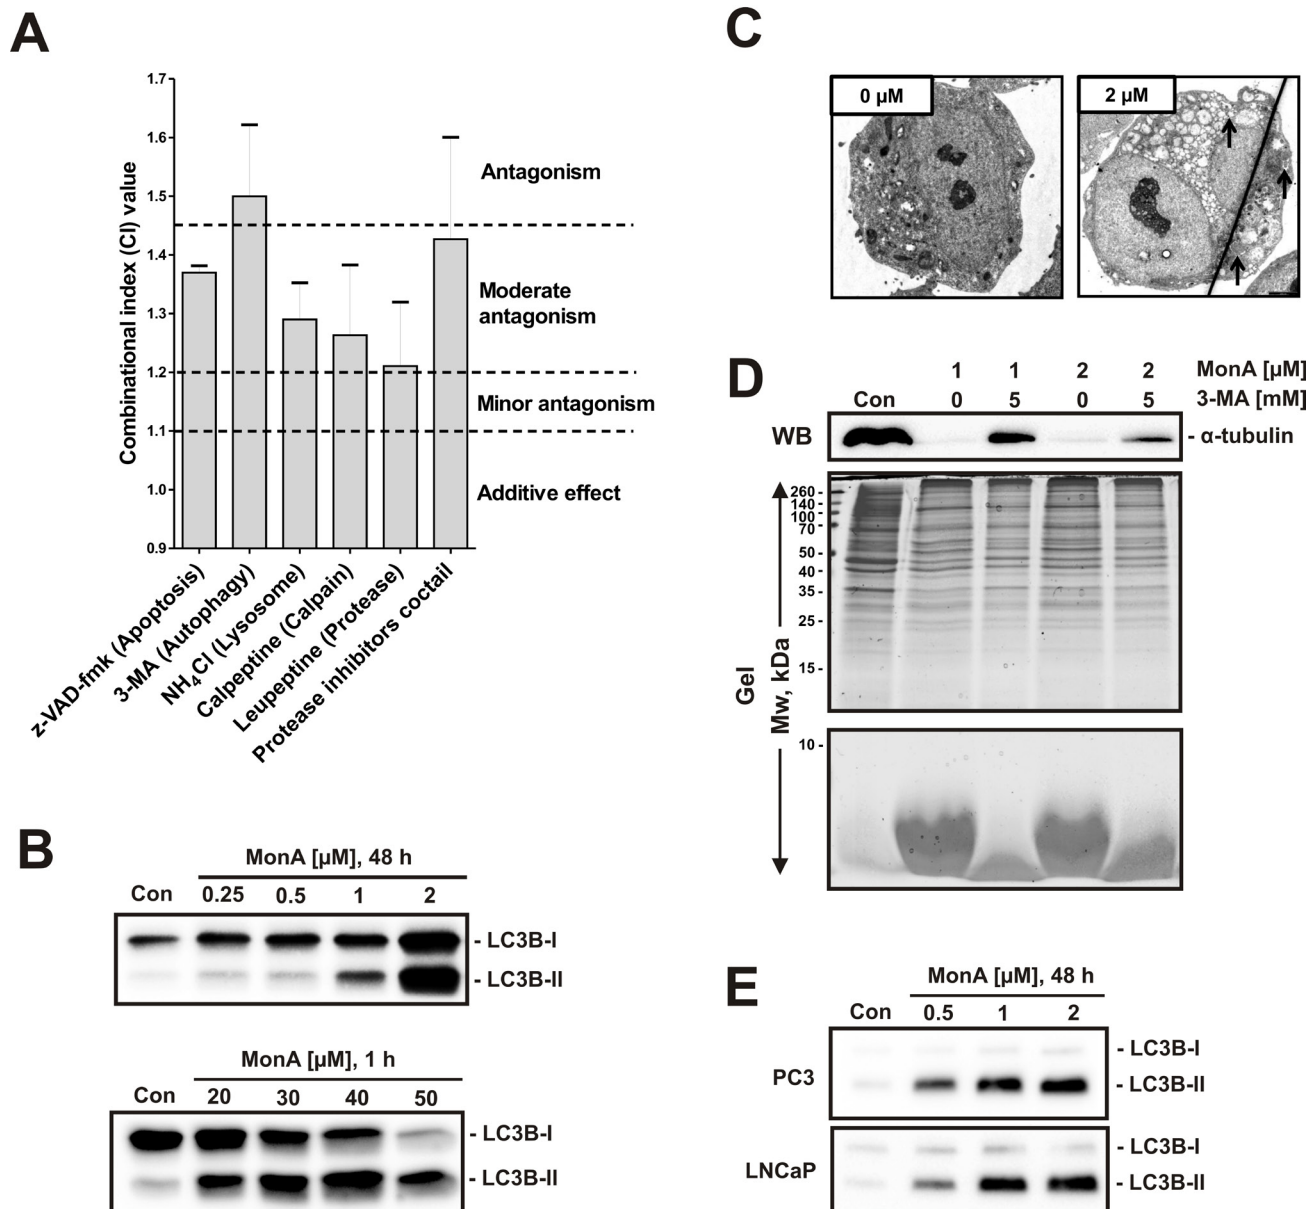 A
Combinational index (CI) value
1.7
1.6
1.5
1.4
1.3
1.2
1.1
1.0
0.9
Antagonism
Moderate
antagonism
Minor antagonism
Additive effect
z-VAD-fmk (Apoptosis)
3-MA (Autophagy)
NH₄Cl (Lysosome)
Calpeptine (Calpain)
Leupeptine (Protease)
Protease inhibitors coctail
B
MonA [µM], 48 h
Con 0.25 0.5 1 2
- LC3B-I
- LC3B-II
MonA [µM], 1 h
Con 20 30 40 50
- LC3B-I
- LC3B-II
C
0 µM
2 µM
D
1 1 2 2 MonA [µM]
Con 0 5 0 5 3-MA [mM]
WB - α-tubulin
Gel
Mw, kDa
260 -
140 -
100 -
70 -
50 -
40 -
35 -
25 -
15 -
10 -
E
MonA [µM], 48 h
Con 0.5 1 2
PC3
- LC3B-I
- LC3B-II
LNCaP
- LC3B-I
- LC3B-II